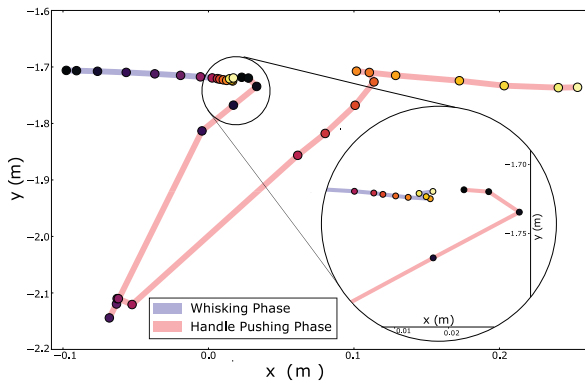 −1.6
−1.7
−1.8
−1.9
−2.0
−2.1
−2.2
y (m)
−0.1
0.0
0.1
0.2
x (m)
Whisking Phase
Handle Pushing Phase
−1.70
−1.75
y (m)
x (m)
0.01
0.02